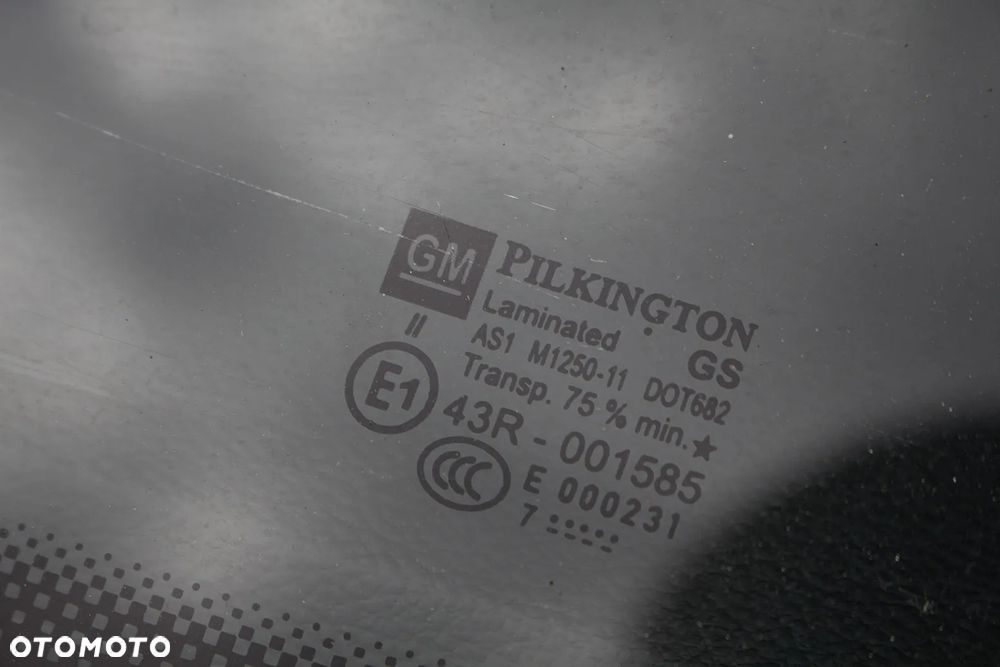 GM PILKINGTON
Laminated GS
AS1 M1250-11 DOT682
II Transp. 75 % min.
E1 43R - 001585
CCC E 000231
7
OTOMOTO